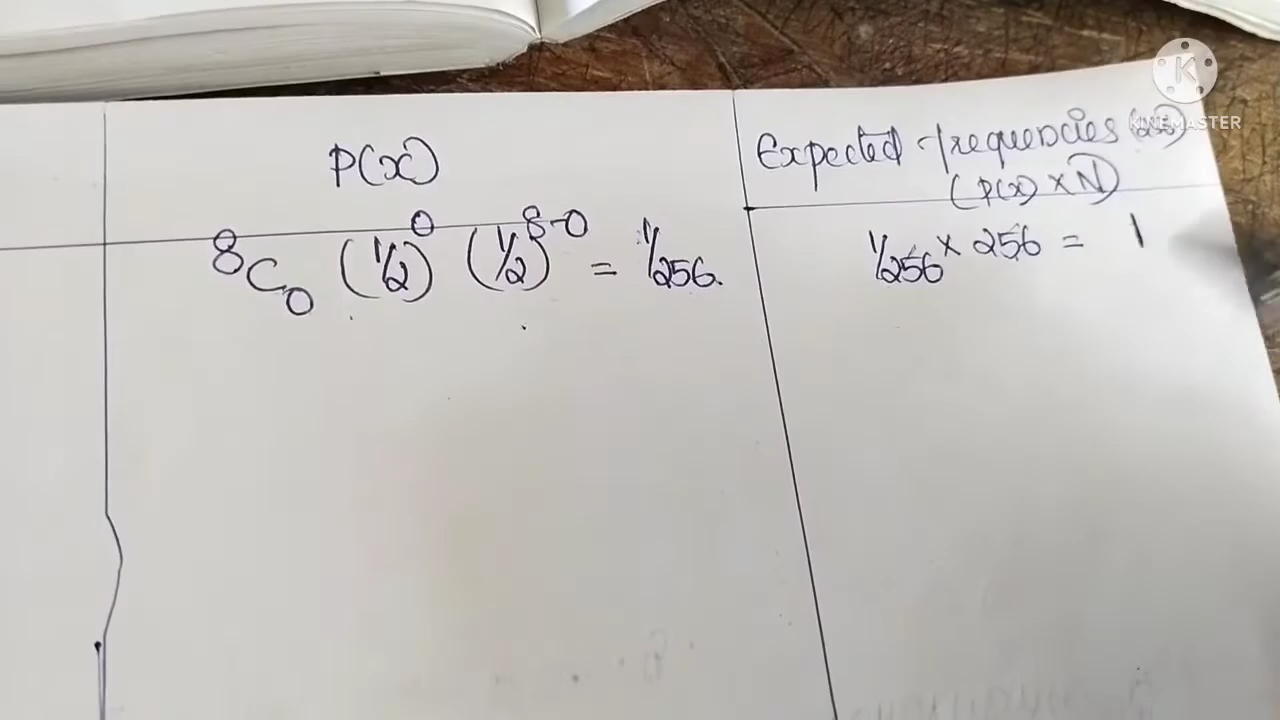 K
KINEMASTER
P(x)
Expected frequencies
(P(x) × N)
8C0 (1/2)^0 (1/2)^8-0 = 1/256.
1/256 × 256 = 1